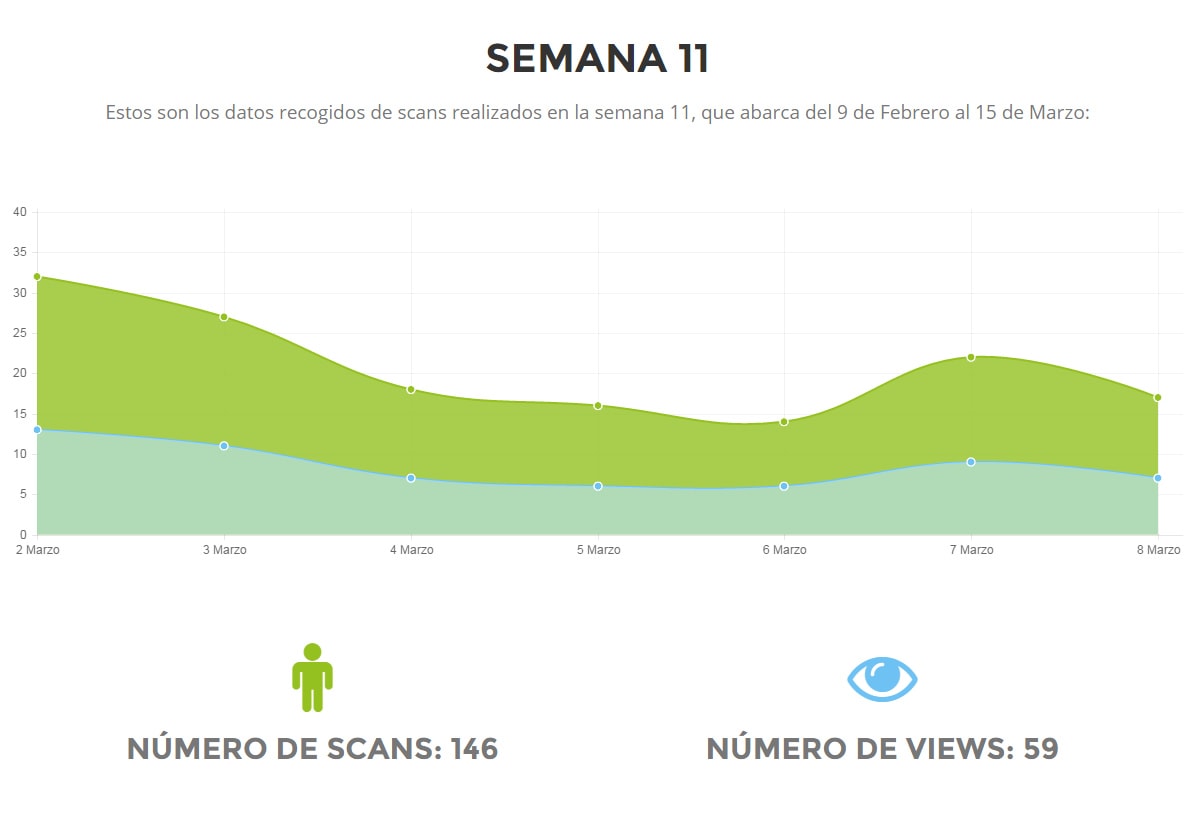 SEMANA 11
Estos son los datos recogidos de scans realizados en la semana 11, que abarca del 9 de Febrero al 15 de Marzo:
40
35
30
25
20
15
10
5
0
2 Marzo 3 Marzo 4 Marzo 5 Marzo 6 Marzo 7 Marzo 8 Marzo
NÚMERO DE SCANS: 146 NÚMERO DE VIEWS: 59